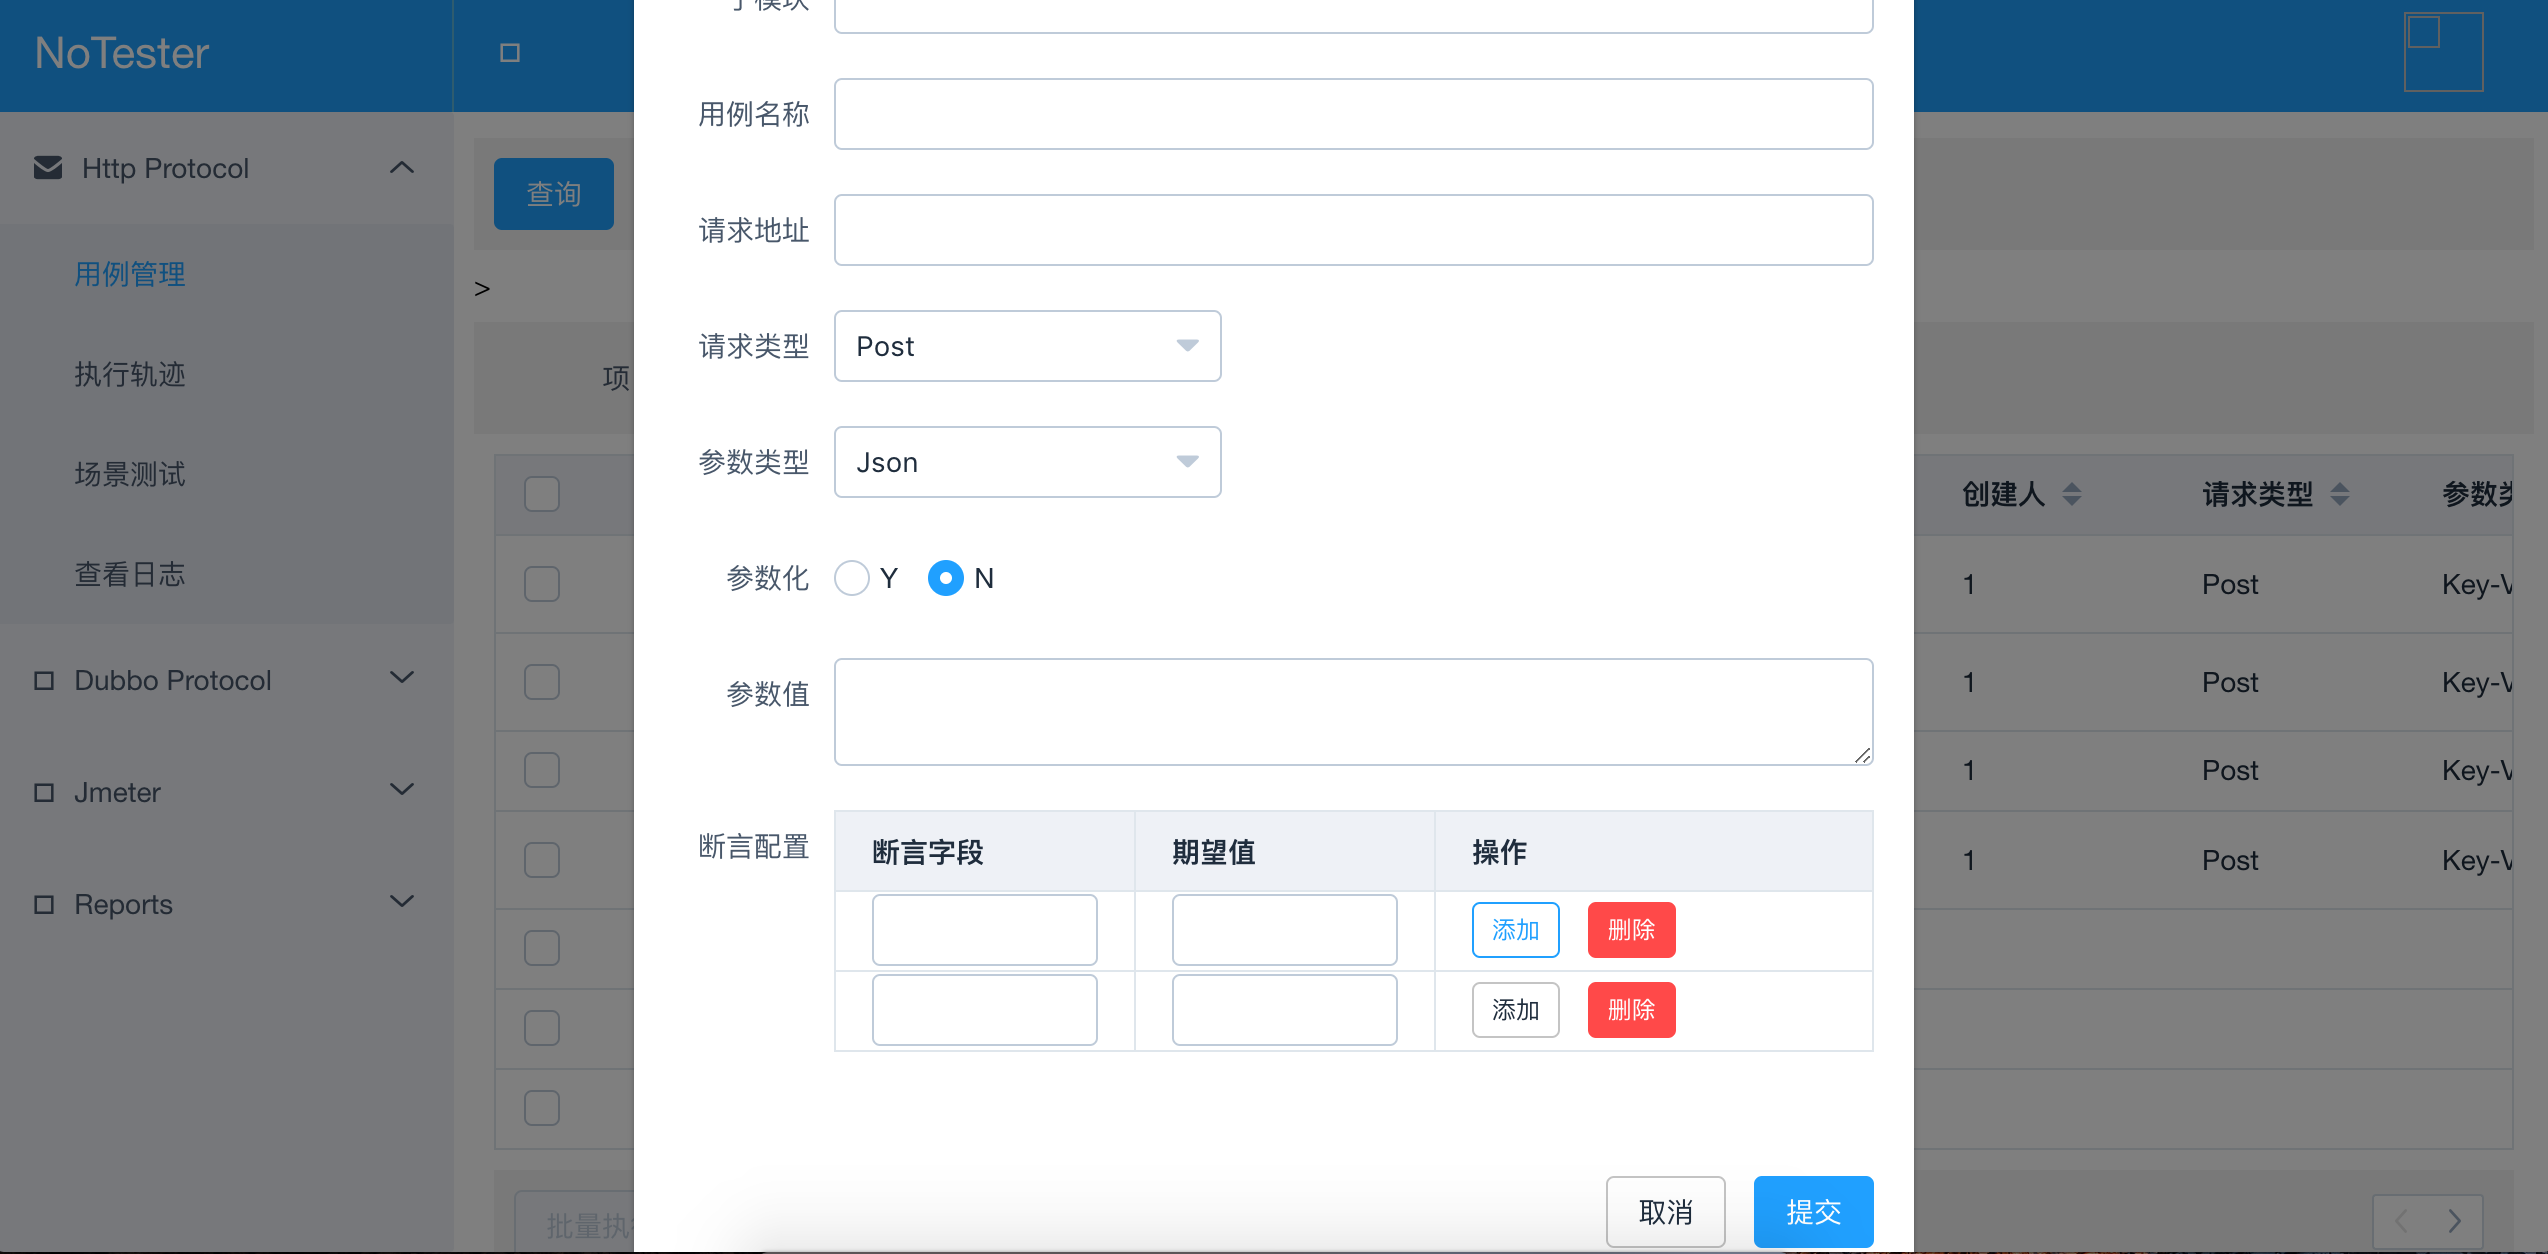 NoTester
Http Protocol
用例管理
执行轨迹
场景测试
查看日志
Dubbo Protocol
Jmeter
Reports
查询
>
项
创建人
请求类型
参数类
1
Post
Key-V
1
Post
Key-V
1
Post
Key-V
1
Post
Key-V
批量执
子模块
用例名称
请求地址
请求类型
Post
参数类型
Json
参数化
Y
N
参数值
断言配置
断言字段
期望值
操作
添加
删除
添加
删除
取消
提交